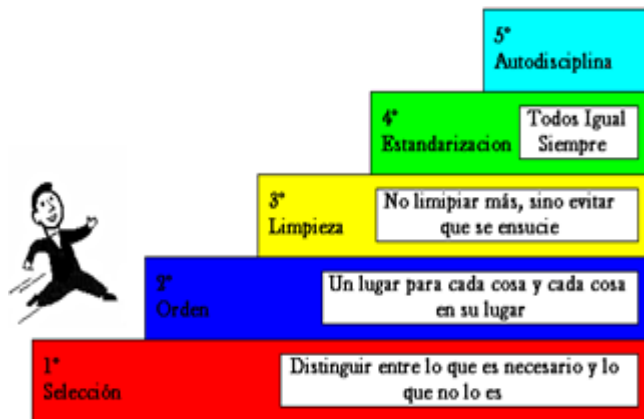 5°
Autodisciplina
4°
Estandarizacion
Todos Igual
Siempre
3°
Limpieza
No limipiar más, sino evitar
que se ensucie
2°
Orden
Un lugar para cada cosa y cada cosa
en su lugar
1°
Selección
Distinguir entre lo que es necesario y lo
que no lo es